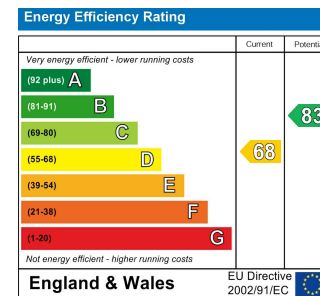 Energy Efficiency Rating
Current
Very energy efficient - lower running costs
(92 plus) A
(81-91) B
(69-80) C
(55-68) D
(39-54) E
(21-38) F
(1-20) G
68
83
Not energy efficient - higher running costs
England & Wales
EU Directive
2002/91/EC